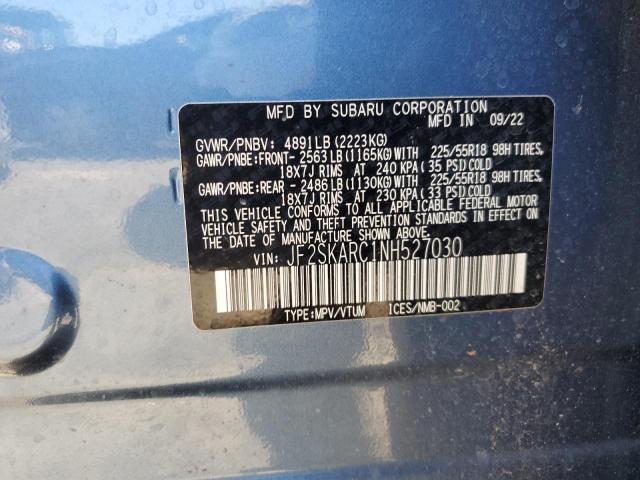 MFD BY SUBARU CORPORATION
MFD IN 09/22
GVWR/PNBV: 4891LB (2223KG)
GAWR/PNBE:FRONT- 2563LB (1165KG) WITH 225/55R18 98H TIRES,
18X7J RIMS AT 240 KPA (35 PSI) COLD
GAWR/PNBE:REAR - 2486LB (1130KG) WITH 225/55R18 98H TIRES,
18X7J RIMS AT 230 KPA (33 PSI) COLD
THIS VEHICLE CONFORMS TO ALL APPLICABLE FEDERAL MOTOR
VEHICLE SAFETY AND THEFT PREVENTION STANDARDS IN EFFECT ON
THE DATE OF MANUFACTURE SHOWN ABOVE.
VIN: JF2SKARC1NH527030
TYPE:MPV/VTUM ICES/NMB-002